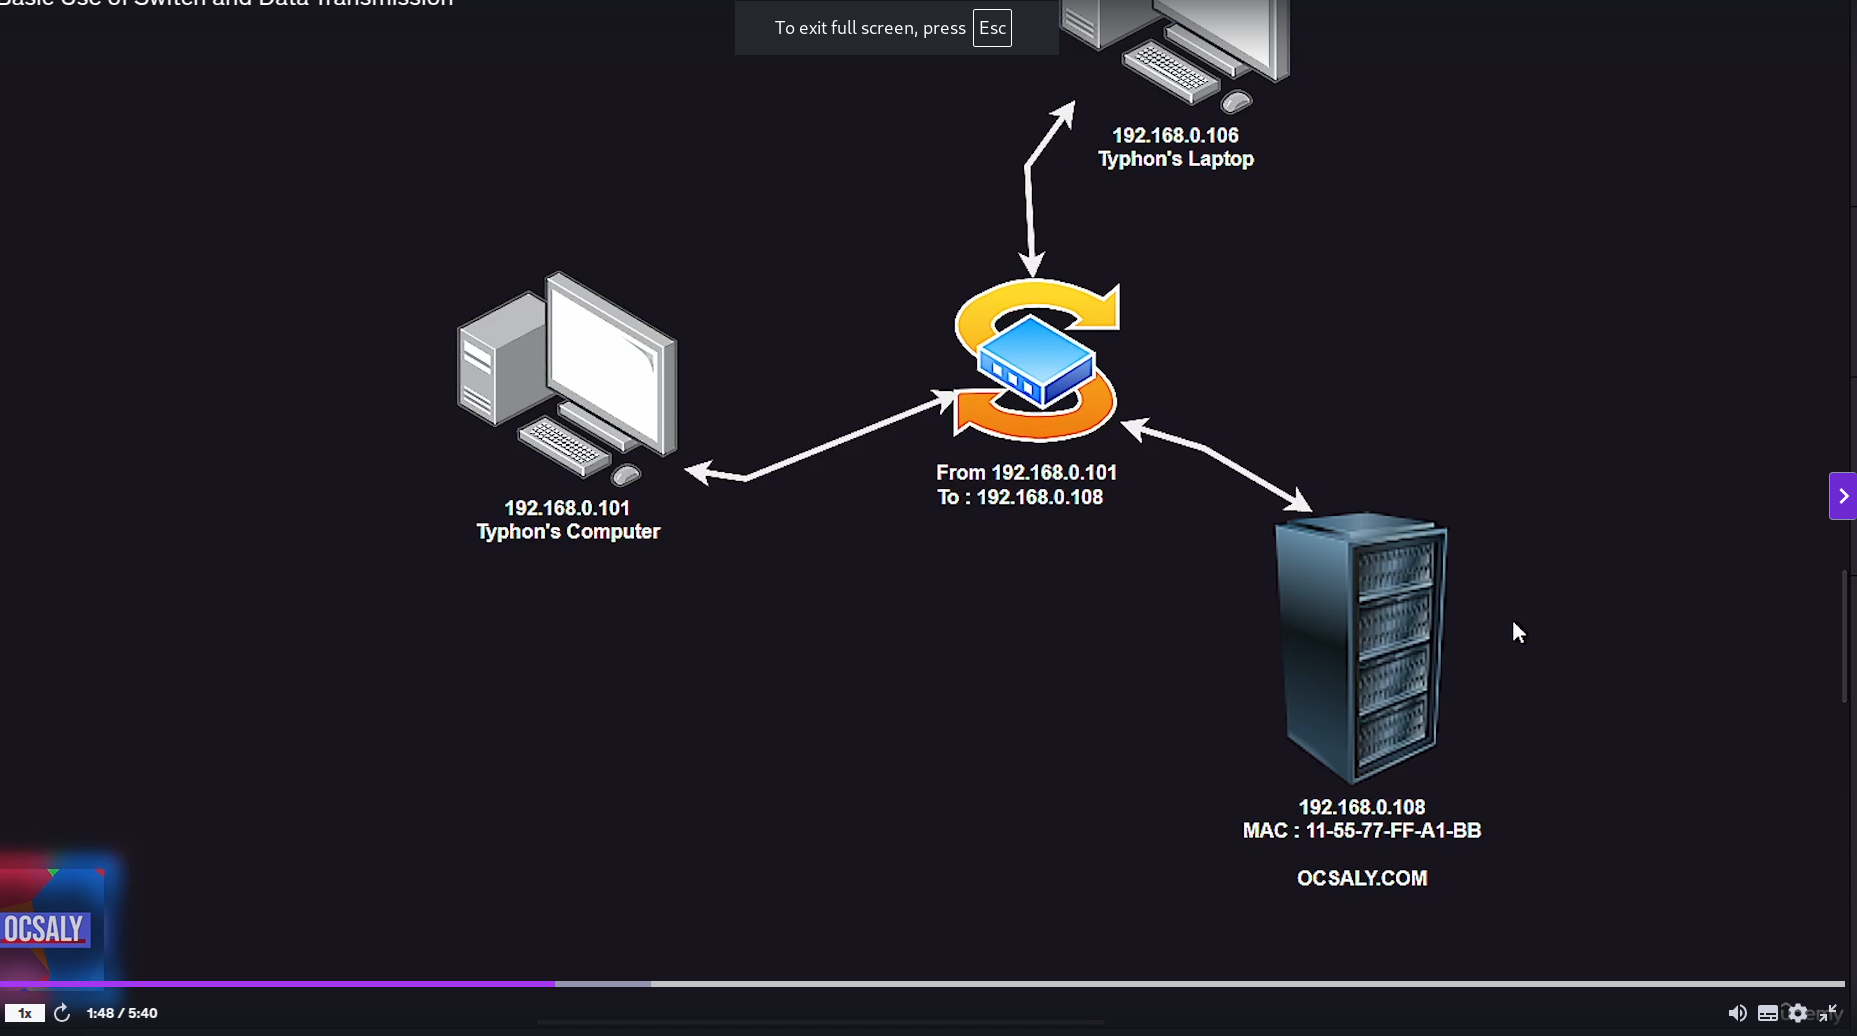 Basic Use of Switch and Data Transmission
To exit full screen, press Esc
192.168.0.106
Typhon's Laptop
From 192.168.0.101
To : 192.168.0.108
192.168.0.101
Typhon's Computer
192.168.0.108
MAC : 11-55-77-FF-A1-BB
OCSALY.COM
OCSALY
1x
1:48 / 5:40
ûdemy